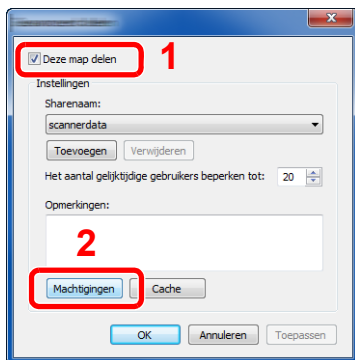 Deze map delen
1
Instellingen
Sharenaam:
scannerdata
Toevoegen Verwijderen
Het aantal gelijktijdige gebruikers beperken tot: 20
Opmerkingen:
2
Machtigingen Cache
OK Annuleren Toepassen